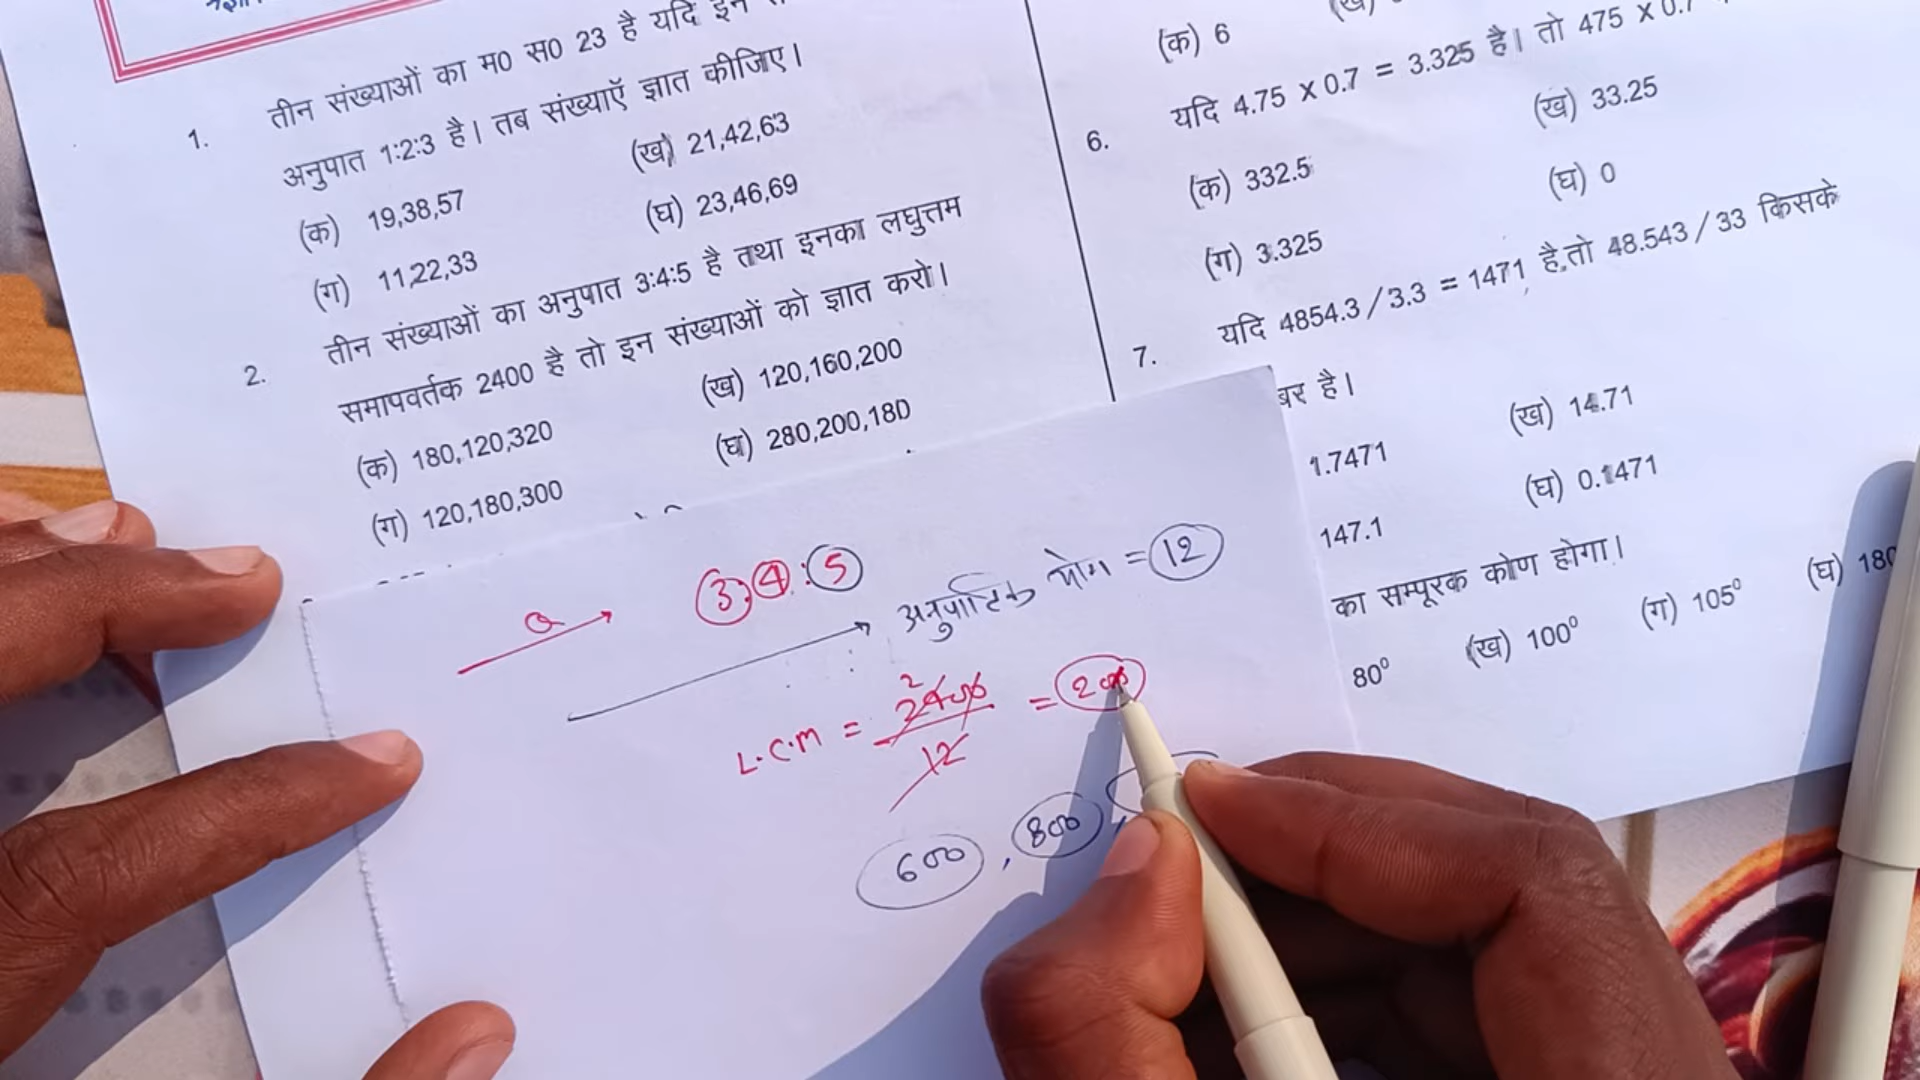 1. तीन संख्याओं का म0 स0 23 है यदि इन
अनुपात 1:2:3 है। तब संख्याऍ ज्ञात कीजिए।
(क) 19,38,57 (ख) 21,42,63
(ग) 11,22,33 (घ) 23,46,69
2. तीन संख्याओं का अनुपात 3:4:5 है तथा इनका लघुत्तम
समापवर्तक 2400 है तो इन संख्याओं को ज्ञात करो।
(क) 180,120,320 (ख) 120,160,200
(ग) 120,180,300 (घ) 280,200,180
3:4:5
अनुपातिक योग = 12
L.C.M = 2400 / 12 = 200
2
600, 800,
(क) 6 (ख)
6. यदि 4.75 x 0.7 = 3.325 है। तो 475 x 0.7
(क) 332.5 (ख) 33.25
(ग) 3.325 (घ) 0
7. यदि 4854.3/3.3 = 1471 है,तो 48.543/33 किसके
बर है।
1.7471 (ख) 14.71
147.1 (घ) 0.1471
का सम्पूरक कोण होगा।
80° (ख) 100° (ग) 105° (घ) 180